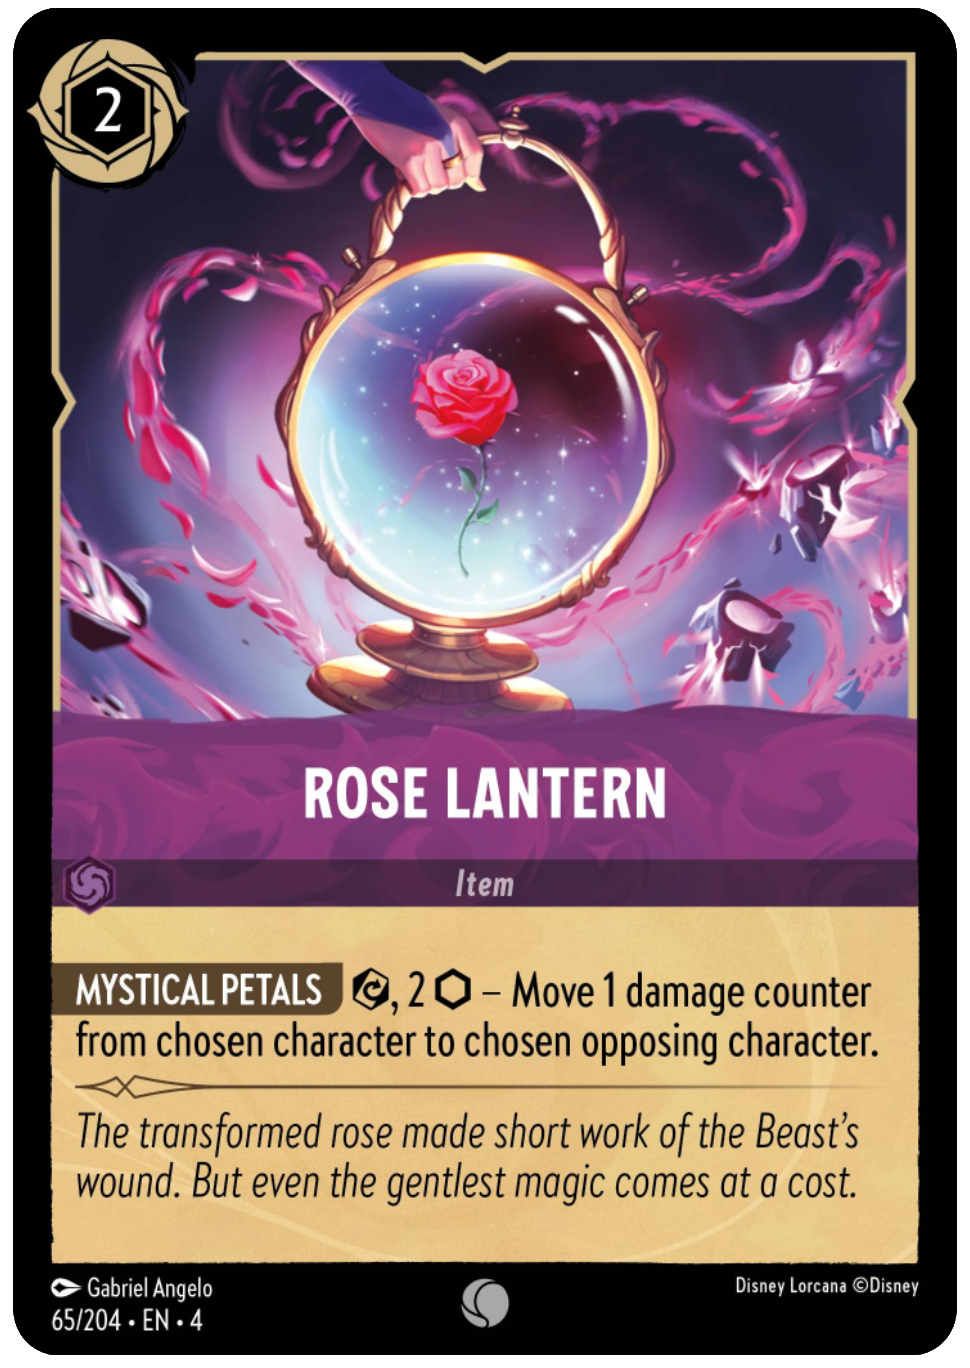 2
ROSE LANTERN
Item
MYSTICAL PETALS , 2 – Move 1 damage counter
from chosen character to chosen opposing character.
The transformed rose made short work of the Beast's
wound. But even the gentlest magic comes at a cost.
Gabriel Angelo
Disney Lorcana ©Disney
65/204 • EN • 4